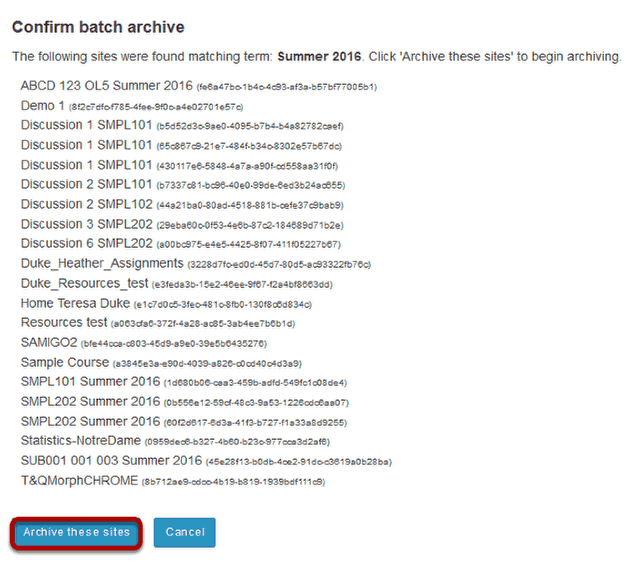 Confirm batch archive
The following sites were found matching term: Summer 2016. Click 'Archive these sites' to begin archiving.
ABCD 123 OL5 Summer 2016 (fe6a47bc-1b4c-4c93-af3a-b57bf77005b1)
Demo 1 (8f2c7dfc-f785-4fee-9f0c-a4e02701e57c)
Discussion 1 SMPL101 (b5d52d3c-9ae0-4095-b7b4-b4a82782caef)
Discussion 1 SMPL101 (65c867c9-21e7-484f-b34c-8302e57b67dc)
Discussion 1 SMPL101 (430117e6-5848-4a7a-a90f-cd558aa31f0f)
Discussion 2 SMPL101 (b7337c81-bc96-40e0-99de-6ed3b24ac655)
Discussion 2 SMPL102 (44a21ba0-80ad-4518-881b-cefe37c9bab9)
Discussion 3 SMPL202 (29eba60c-0f53-4e6b-87c2-184689d71b2e)
Discussion 6 SMPL202 (a00bc975-e4e5-4425-8f07-411f05227b67)
Duke_Heather_Assignments (3228d7fc-ed0d-45d7-80d5-ac93322fb76c)
Duke_Resources_test (e3feda3b-15e2-46ee-9f67-f2a4bf8663dd)
Home Teresa Duke (e1c7d0c5-3fec-481c-8fb0-130f8c6d834c)
Resources test (a063cfa6-372f-4a28-ac85-3ab4ee7b6b1d)
SAMIGO2 (bfe44cca-c803-45d9-a9e0-39e5b6435276)
Sample Course (a3845e3a-e90d-4039-a826-c0cd40c4d3a9)
SMPL101 Summer 2016 (1d680b06-caa3-459b-adfd-549fc1c08de4)
SMPL202 Summer 2016 (0b556e12-59cf-48c3-9a53-1226cdc6aa07)
SMPL202 Summer 2016 (60f2d617-6d3a-41f3-b727-f1a33a8d9255)
Statistics-NotreDame (0959dec6-b327-4b60-b23c-977cca3d2af6)
SUB001 001 003 Summer 2016 (45e28f13-b0db-4ce2-91dc-c3619a0b28ba)
T&QMorphCHROME (8b712ae9-cdcc-4b19-b819-1939bdf111c9)
Archive these sites Cancel